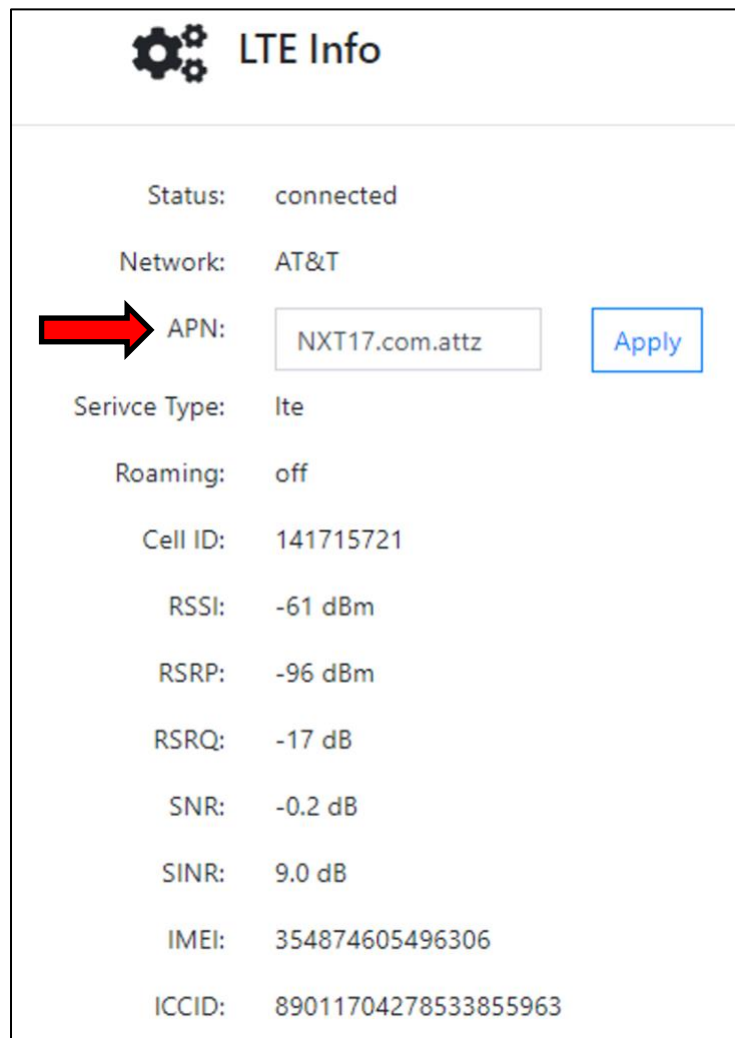 LTE Info
Status: connected
Network: AT&T
APN: NXT17.com.attz Apply
Serivce Type: lte
Roaming: off
Cell ID: 141715721
RSSI: -61 dBm
RSRP: -96 dBm
RSRQ: -17 dB
SNR: -0.2 dB
SINR: 9.0 dB
IMEI: 354874605496306
ICCID: 89011704278533855963